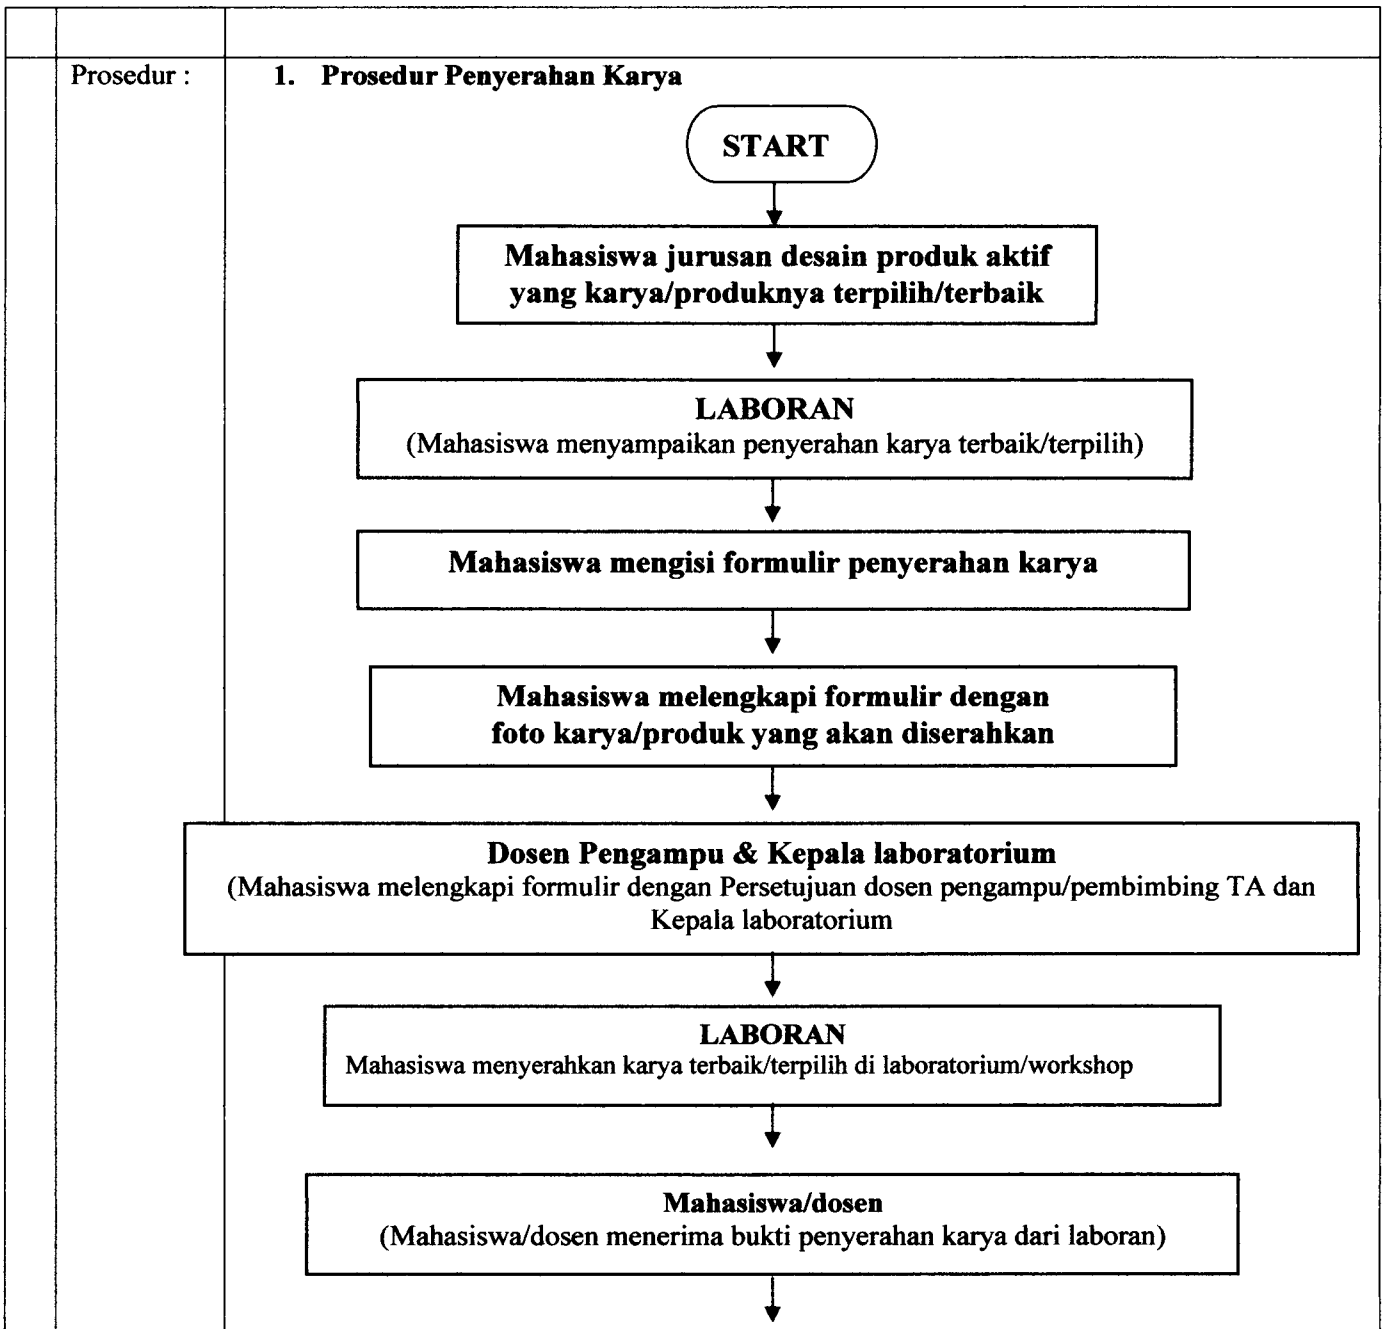 Prosedur :
1. Prosedur Penyerahan Karya
START
Mahasiswa jurusan desain produk aktif
yang karya/produknya terpilih/terbaik
LABORAN
(Mahasiswa menyampaikan penyerahan karya terbaik/terpilih)
Mahasiswa mengisi formulir penyerahan karya
Mahasiswa melengkapi formulir dengan
foto karya/produk yang akan diserahkan
Dosen Pengampu & Kepala laboratorium
(Mahasiswa melengkapi formulir dengan Persetujuan dosen pengampu/pembimbing TA dan
Kepala laboratorium
LABORAN
Mahasiswa menyerahkan karya terbaik/terpilih di laboratorium/workshop
Mahasiswa/dosen
(Mahasiswa/dosen menerima bukti penyerahan karya dari laboran)